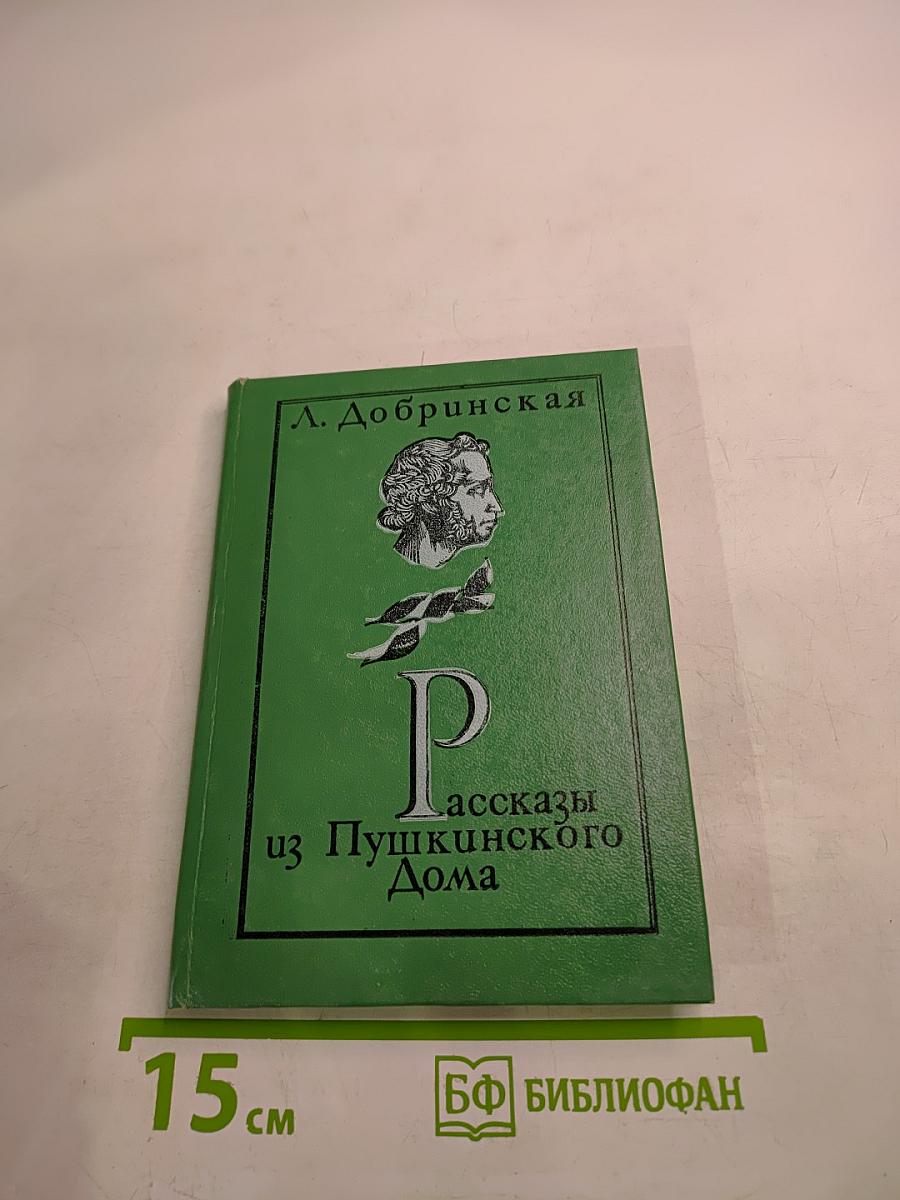 Л. Добринская
Рассказы
из Пушкинского
Дома
15 см
БФ БИБЛИОФАН